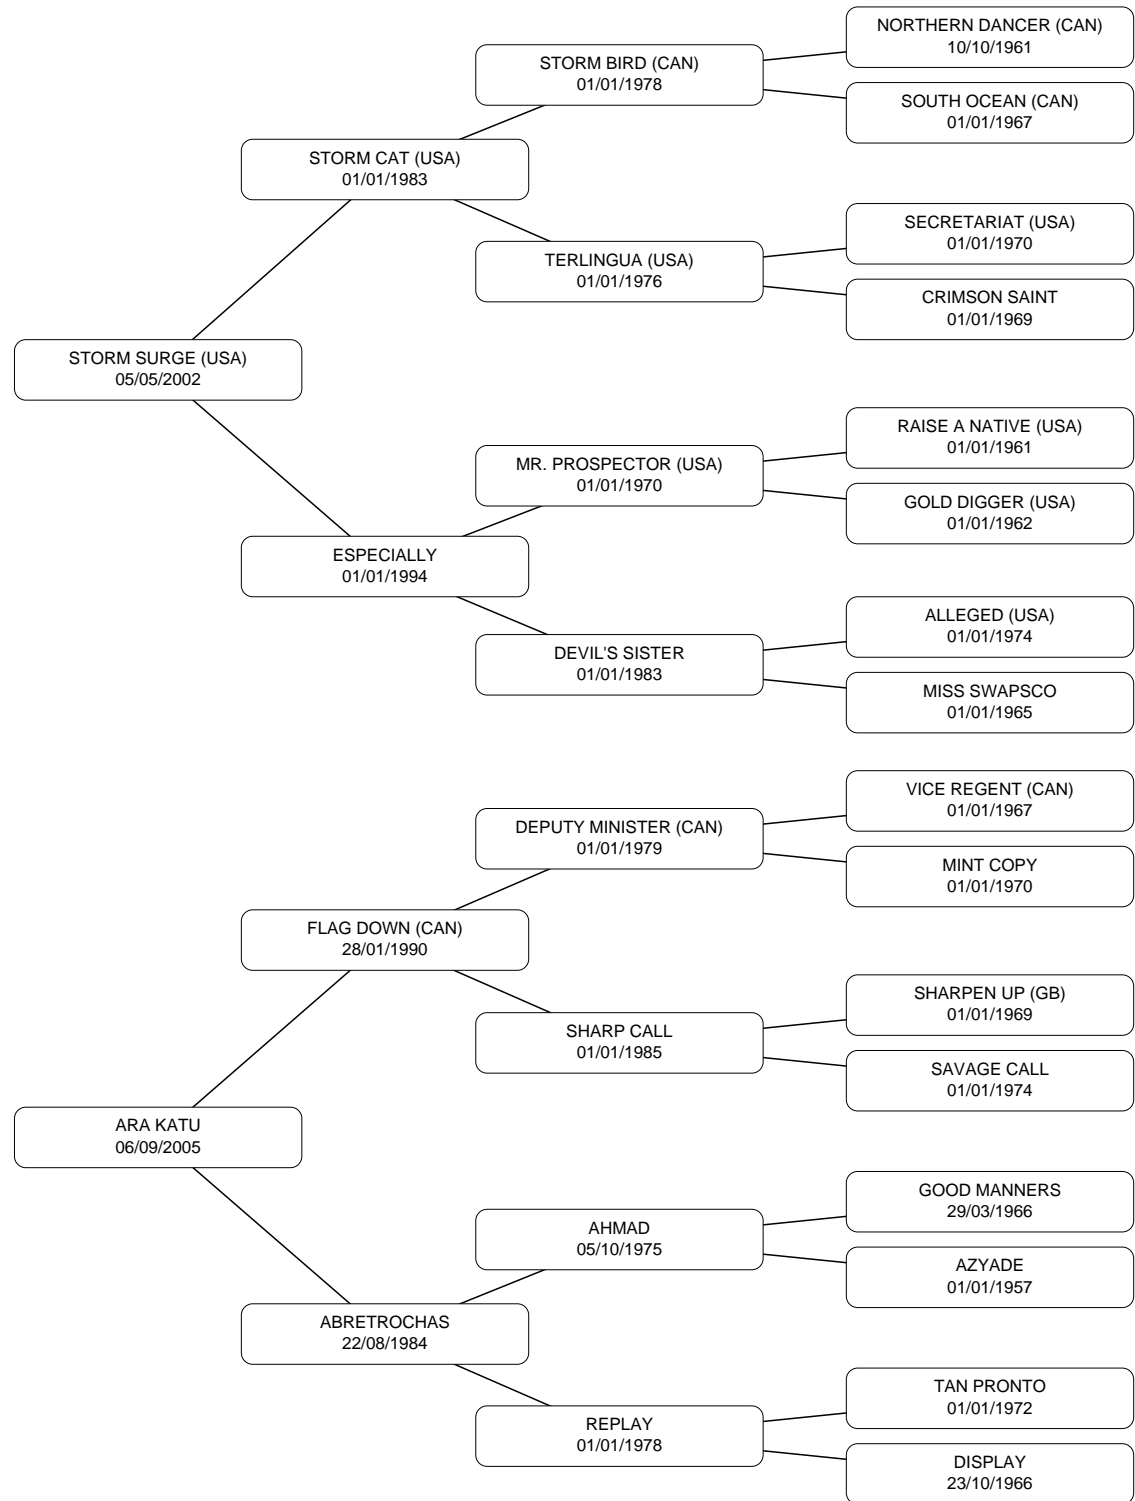 NORTHERN DANCER (CAN)
10/10/1961
STORM BIRD (CAN)
01/01/1978
SOUTH OCEAN (CAN)
01/01/1967
STORM CAT (USA)
01/01/1983
SECRETARIAT (USA)
01/01/1970
TERLINGUA (USA)
01/01/1976
CRIMSON SAINT
01/01/1969
STORM SURGE (USA)
05/05/2002
RAISE A NATIVE (USA)
01/01/1961
MR. PROSPECTOR (USA)
01/01/1970
GOLD DIGGER (USA)
01/01/1962
ESPECIALLY
01/01/1994
ALLEGED (USA)
01/01/1974
DEVIL'S SISTER
01/01/1983
MISS SWAPSCO
01/01/1965
VICE REGENT (CAN)
01/01/1967
DEPUTY MINISTER (CAN)
01/01/1979
MINT COPY
01/01/1970
FLAG DOWN (CAN)
28/01/1990
SHARPEN UP (GB)
01/01/1969
SHARP CALL
01/01/1985
SAVAGE CALL
01/01/1974
ARA KATU
06/09/2005
GOOD MANNERS
29/03/1966
AHMAD
05/10/1975
AZYADE
01/01/1957
ABRETROCHAS
22/08/1984
TAN PRONTO
01/01/1972
REPLAY
01/01/1978
DISPLAY
23/10/1966